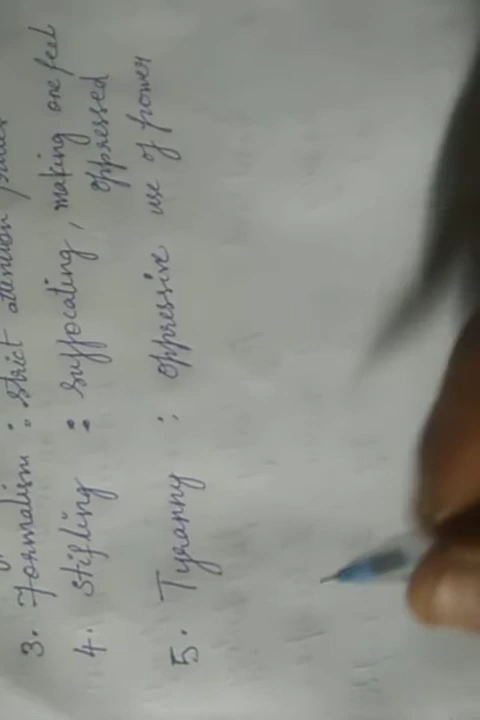 3. Formalism : strict attention
4. stifling : suffocating, making one feel
oppressed
5. Tyranny : oppressive use of power